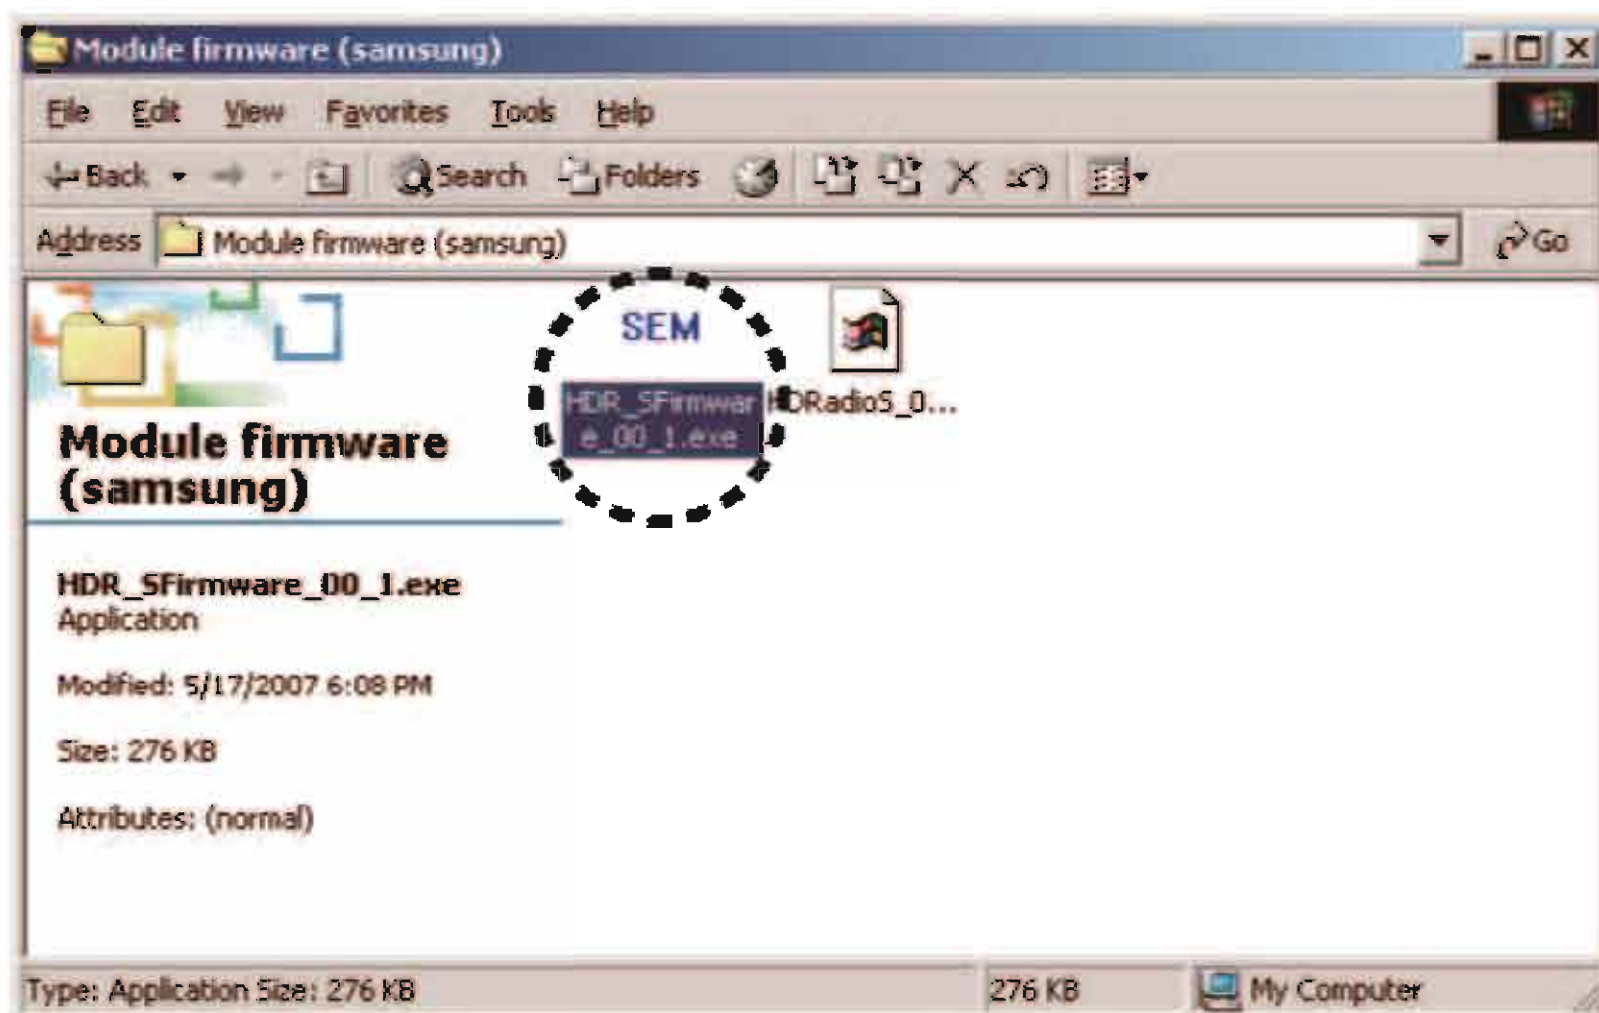 Module firmware (samsung)
File Edit View Favorites Tools Help
Back Search Folders
Address Module firmware (samsung) Go
SEM
HDR_SFirmwar
e_00_1.exe
HDRadioS_0...
Module firmware
(samsung)
HDR_SFirmware_00_1.exe
Application
Modified: 5/17/2007 6:08 PM
Size: 276 KB
Attributes: (normal)
Type: Application Size: 276 KB 276 KB My Computer